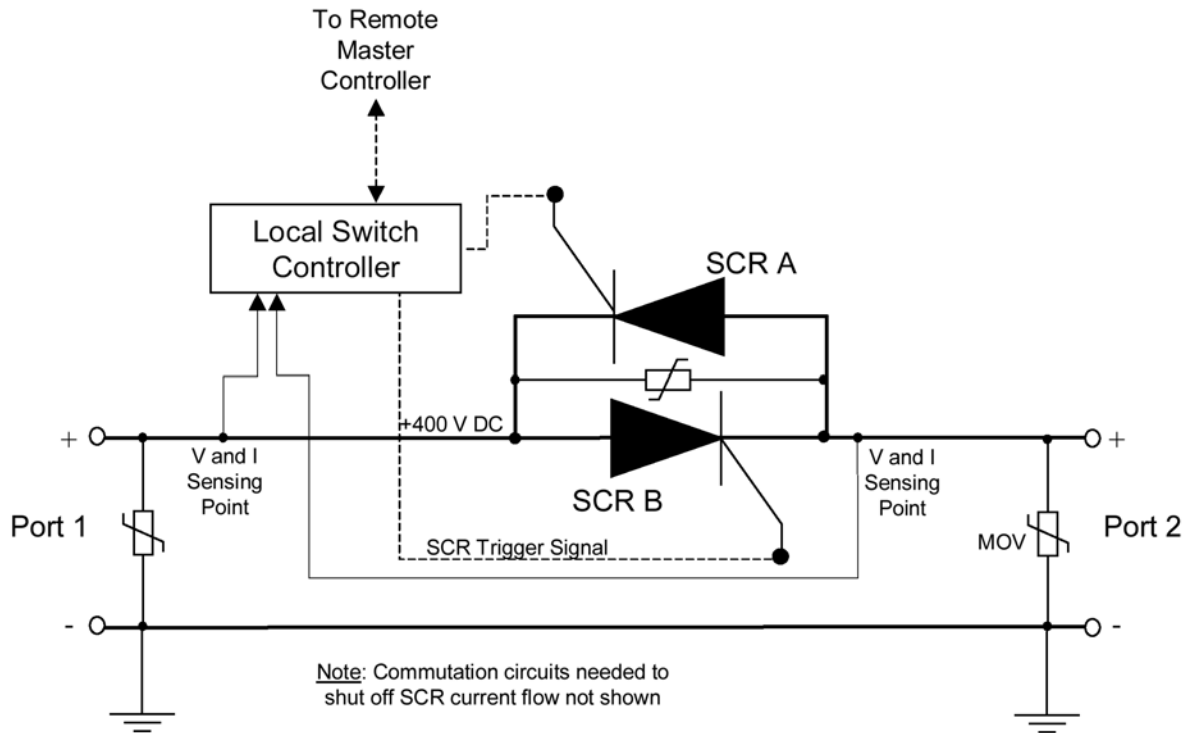 To Remote
Master
Controller
Local Switch
Controller
SCR A
+400 V DC
+
+
V and I
Sensing
Point
V and I
Sensing
Point
SCR B
Port 1
Port 2
MOV
SCR Trigger Signal
-
-
Note: Commutation circuits needed to
shut off SCR current flow not shown